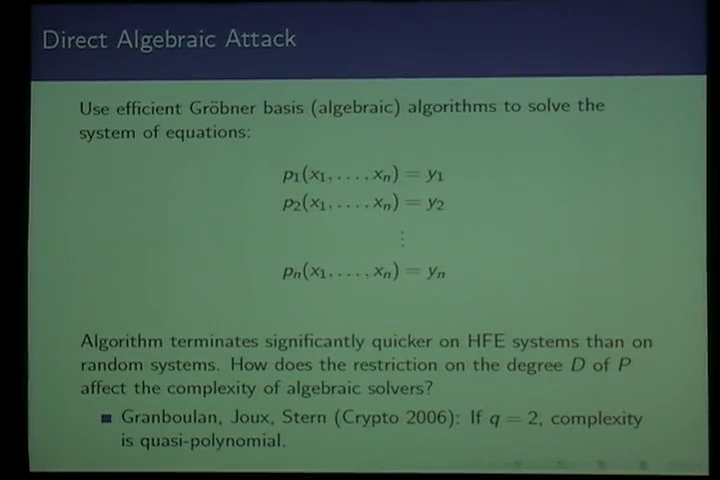 Direct Algebraic Attack
Use efficient Gröbner basis (algebraic) algorithms to solve the
system of equations:
p₁(x₁, . . . , xₙ) = y₁
p₂(x₁, . . . , xₙ) = y₂
⋮
pₙ(x₁, . . . , xₙ) = yₙ
Algorithm terminates significantly quicker on HFE systems than on
random systems. How does the restriction on the degree D of P
affect the complexity of algebraic solvers?
Granboulan, Joux, Stern (Crypto 2006): If q = 2, complexity
is quasi-polynomial.